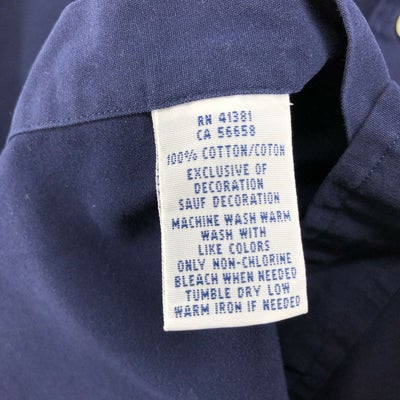 RN 41381
CA 56658
100% COTTON/COTON
EXCLUSIVE OF
DECORATION
SAUF DECORATION
MACHINE WASH WARM
WASH WITH
LIKE COLORS
ONLY NON-CHLORINE
BLEACH WHEN NEEDED
TUMBLE DRY LOW
WARM IRON IF NEEDED